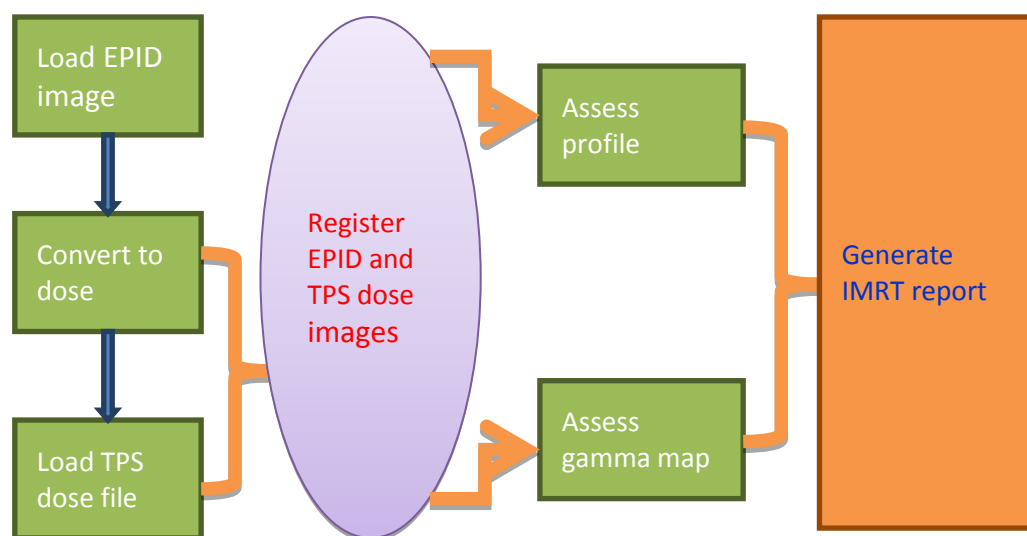 Load EPID
image
Convert to
dose
Load TPS
dose file
Register
EPID and
TPS dose
images
Assess
profile
Assess
gamma map
Generate
IMRT report